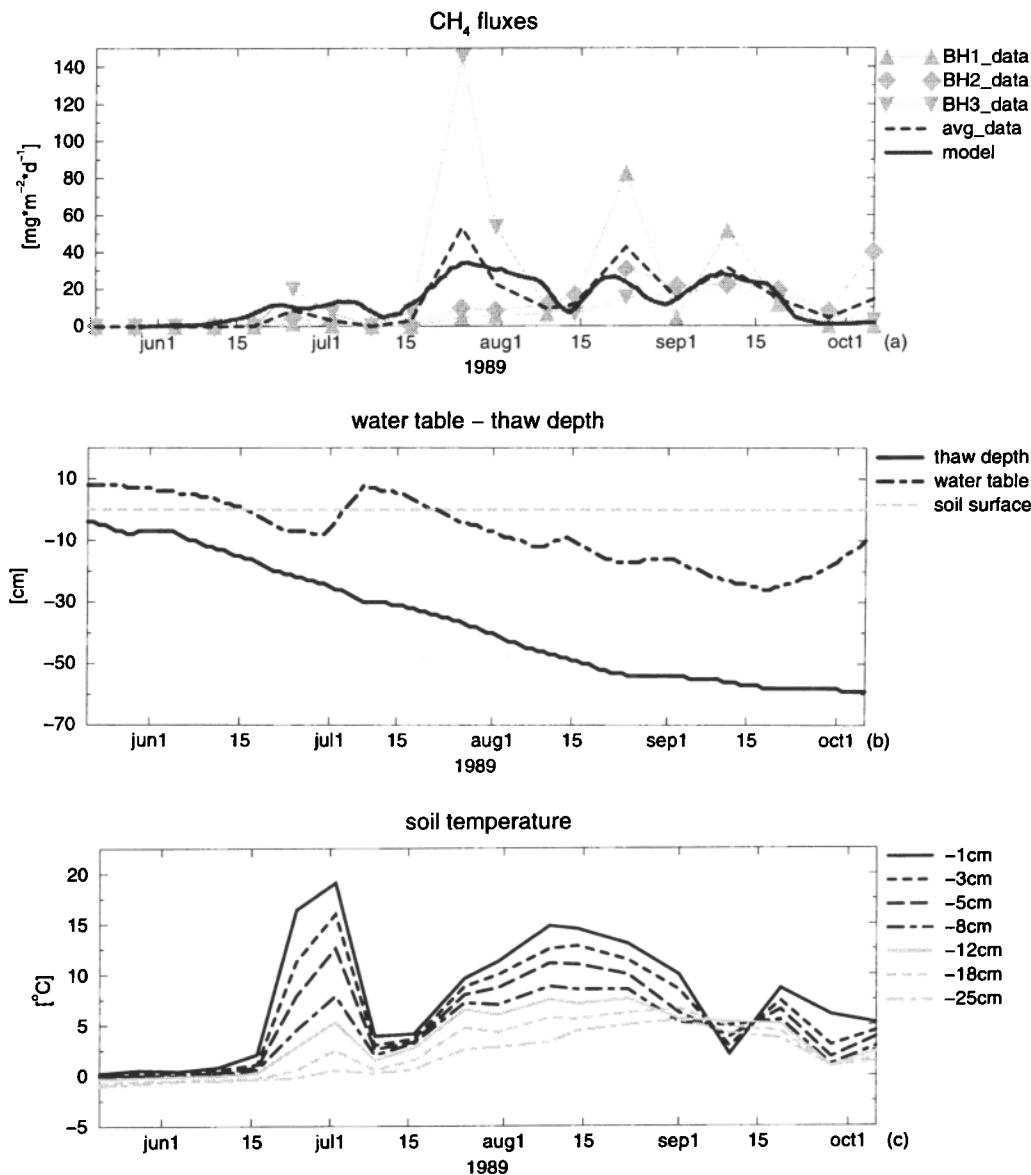 CH4 fluxes
[mg*m-2*d-1]
140
120
100
80
60
40
20
0
jun1 15 jul1 15 aug1 15 sep1 15 oct1 (a)
1989
BH1_data
BH2_data
BH3_data
avg_data
model
water table – thaw depth
[cm]
10
−10
−30
−50
−70
jun1 15 jul1 15 aug1 15 sep1 15 oct1 (b)
1989
thaw depth
water table
soil surface
soil temperature
[°C]
20
15
10
5
0
−5
jun1 15 jul1 15 aug1 15 sep1 15 oct1 (c)
1989
−1cm
−3cm
−5cm
−8cm
−12cm
−18cm
−25cm